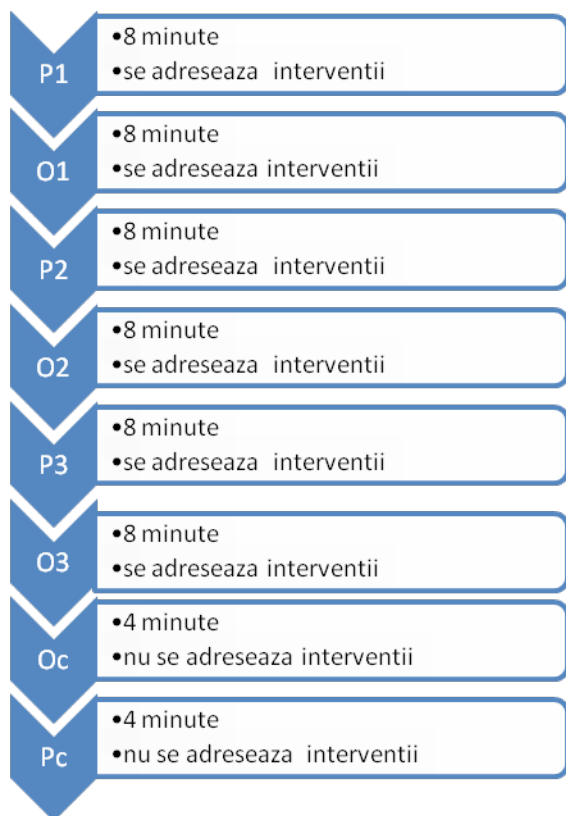 P1
•8 minute
•se adreseaza interventii
O1
•8 minute
•se adreseaza interventii
P2
•8 minute
•se adreseaza interventii
O2
•8 minute
•se adreseaza interventii
P3
•8 minute
•se adreseaza interventii
O3
•8 minute
•se adreseaza interventii
Oc
•4 minute
•nu se adreseaza interventii
Pc
•4 minute
•nu se adreseaza interventii